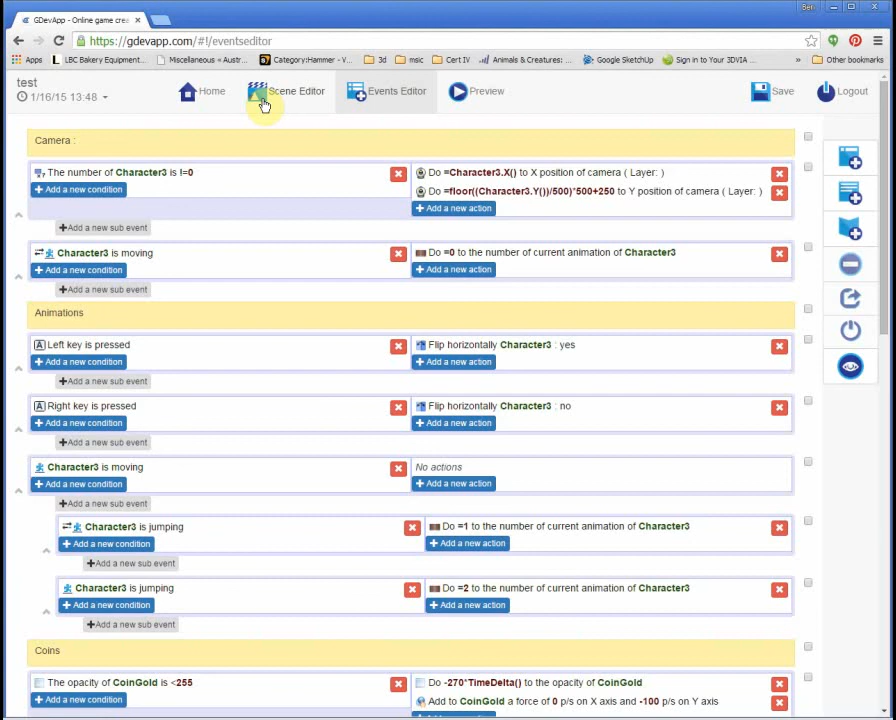 Ben
GDevApp - Online game crea
https://gdevapp.com/#!/eventseditor
Apps
LBC Bakery Equipment...
Miscellaneous « Austr...
Category:Hammer - V...
3d
msic
Cert IV
Animals & Creatures: ...
Google SketchUp
Sign in to Your 3DVIA ...
»
Other bookmarks
test
1/16/15 13:48
Home
Scene Editor
Events Editor
Preview
Save
Logout
Camera :
The number of Character3 is !=0
Add a new condition
Do =Character3.X() to X position of camera ( Layer: )
Do =floor((Character3.Y())/500)*500+250 to Y position of camera ( Layer: )
Add a new action
Add a new sub event
Character3 is moving
Add a new condition
Do =0 to the number of current animation of Character3
Add a new action
Add a new sub event
Animations
Left key is pressed
Add a new condition
Flip horizontally Character3 : yes
Add a new action
Add a new sub event
Right key is pressed
Add a new condition
Flip horizontally Character3 : no
Add a new action
Add a new sub event
Character3 is moving
Add a new condition
No actions
Add a new action
Add a new sub event
Character3 is jumping
Add a new condition
Do =1 to the number of current animation of Character3
Add a new action
Add a new sub event
Character3 is jumping
Add a new condition
Do =2 to the number of current animation of Character3
Add a new action
Add a new sub event
Coins
The opacity of CoinGold is <255
Add a new condition
Do -270*TimeDelta() to the opacity of CoinGold
Add to CoinGold a force of 0 p/s on X axis and -100 p/s on Y axis